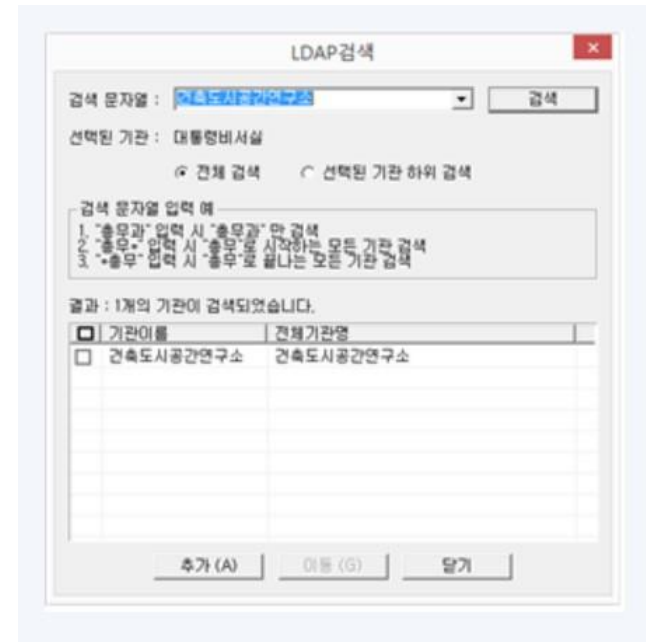 LDAP검색
검색 문자열 : 건축도시공간연구소 검색
선택된 기관 : 대통령비서실
전체 검색 선택된 기관 하위 검색
검색 문자열 입력 예
1. "총무과" 입력 시 "총무과" 만 검색
2. "총무*" 입력 시 "총무"로 시작하는 모든 기관 검색
3. "*총무" 입력 시 "총무"로 끝나는 모든 기관 검색
결과 : 1개의 기관이 검색되었습니다.
기관이름 전체기관명
건축도시공간연구소 건축도시공간연구소
추가 (A) 이동 (G) 닫기